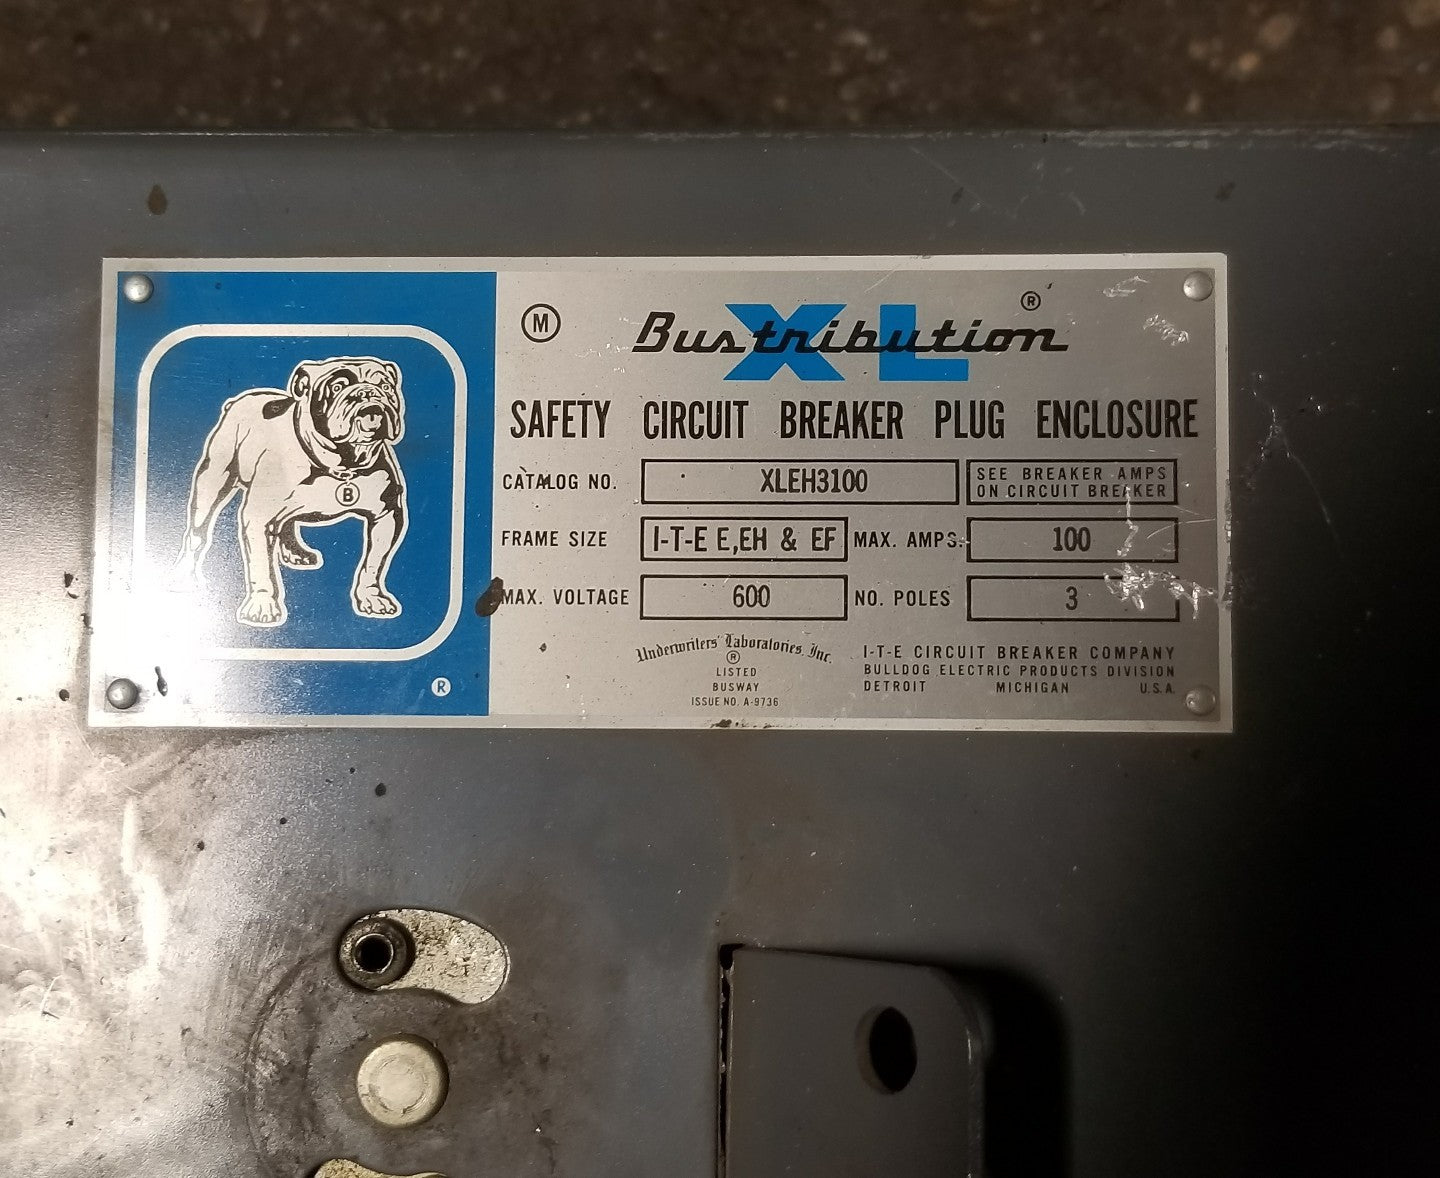 M
XL
Bustribution ®
SAFETY CIRCUIT BREAKER PLUG ENCLOSURE
CATALOG NO. XLEH3100 SEE BREAKER AMPS
ON CIRCUIT BREAKER
FRAME SIZE I-T-E E,EH & EF MAX. AMPS. 100
MAX. VOLTAGE 600 NO. POLES 3
B
®
Underwriters' Laboratories, Inc.
®
LISTED
BUSWAY
ISSUE NO. A-9736
I-T-E CIRCUIT BREAKER COMPANY
BULLDOG ELECTRIC PRODUCTS DIVISION
DETROIT MICHIGAN U.S.A.